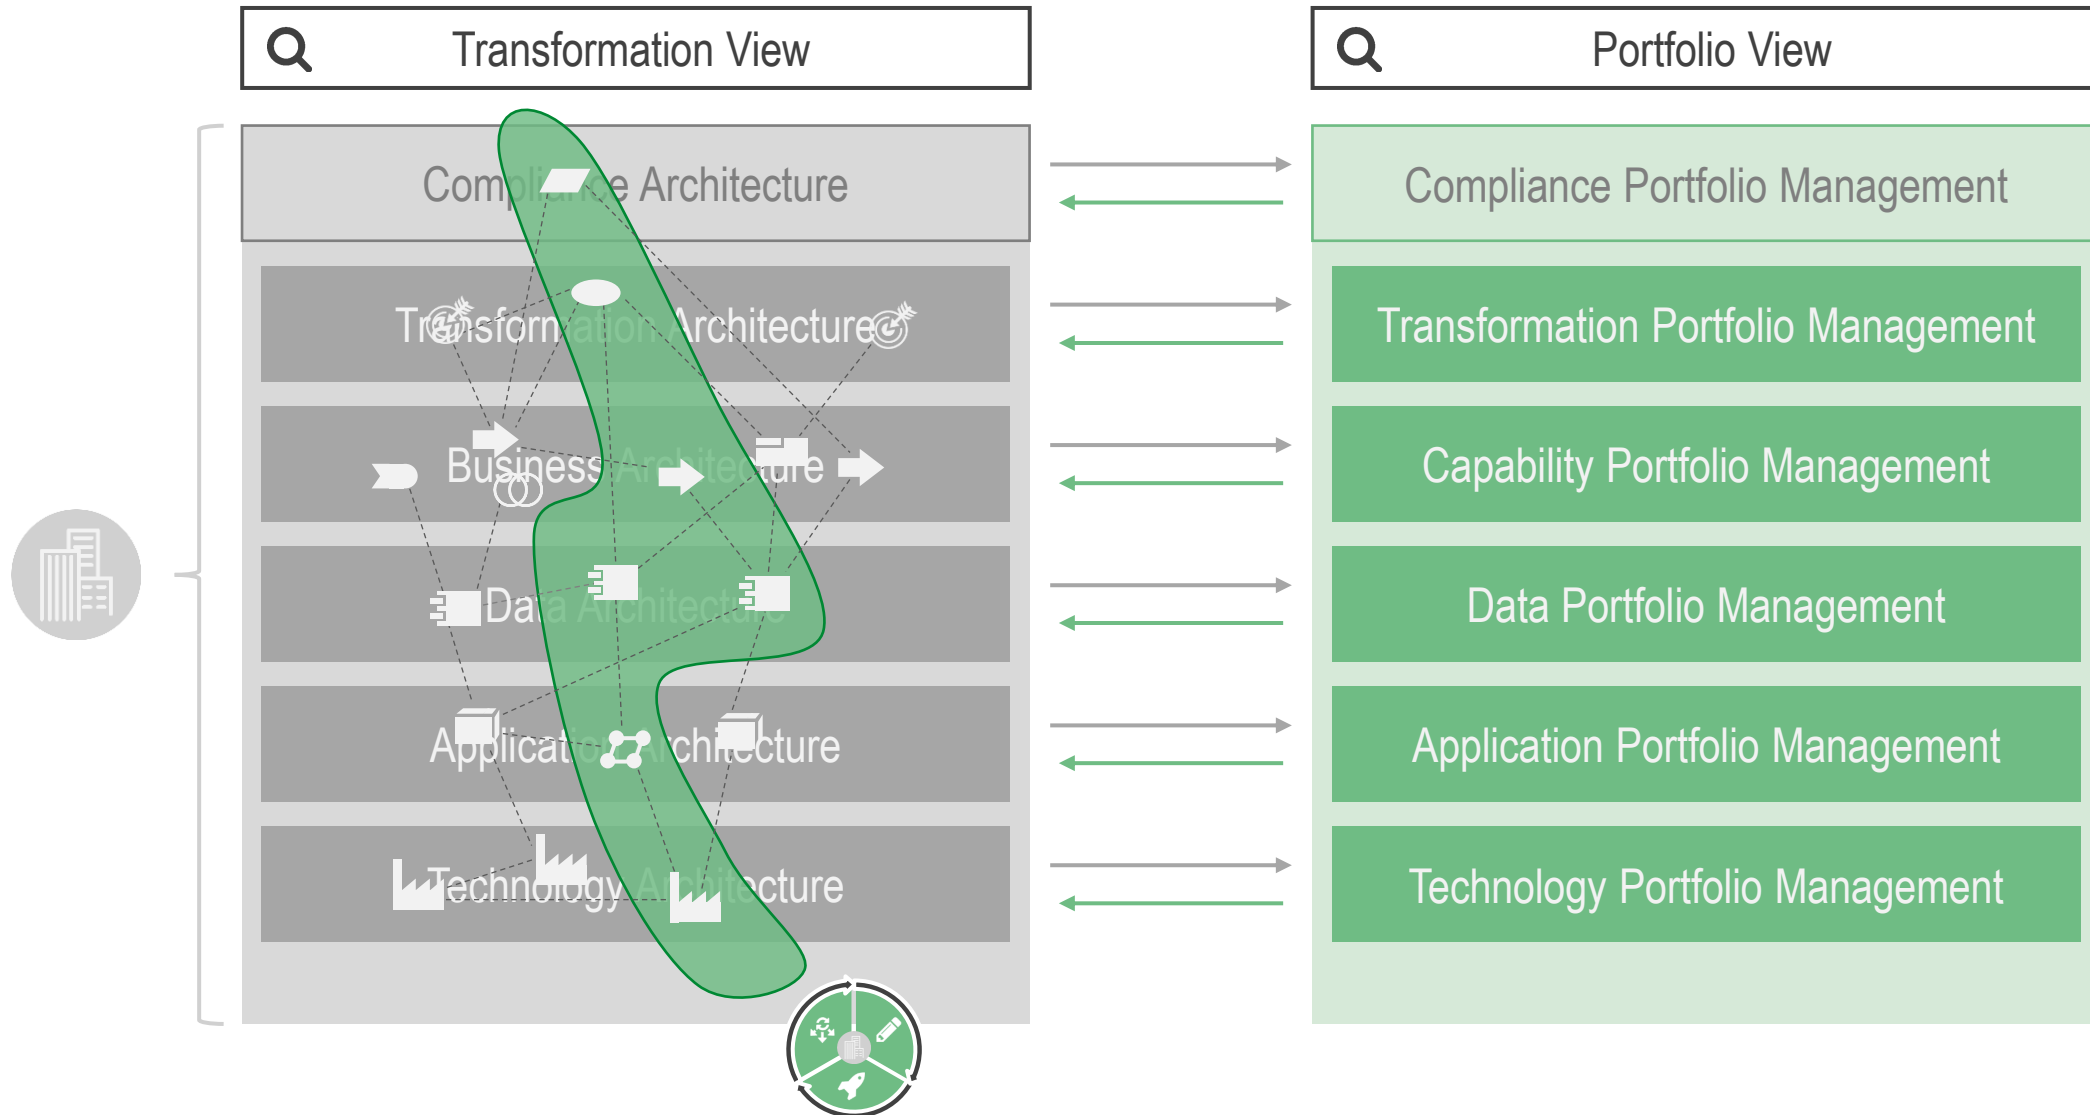 Transformation View
Portfolio View
Compliance Architecture
Compliance Portfolio Management
Transformation Architecture
Transformation Portfolio Management
Business Architecture
Capability Portfolio Management
Data Architecture
Data Portfolio Management
Application Architecture
Application Portfolio Management
Technology Architecture
Technology Portfolio Management